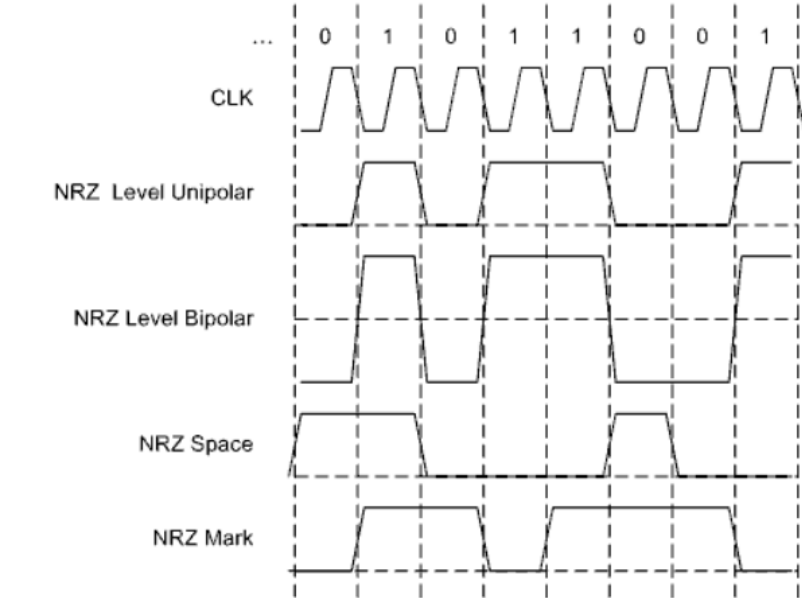 ... 0 1 0 1 1 0 0 1
CLK
NRZ Level Unipolar
NRZ Level Bipolar
NRZ Space
NRZ Mark